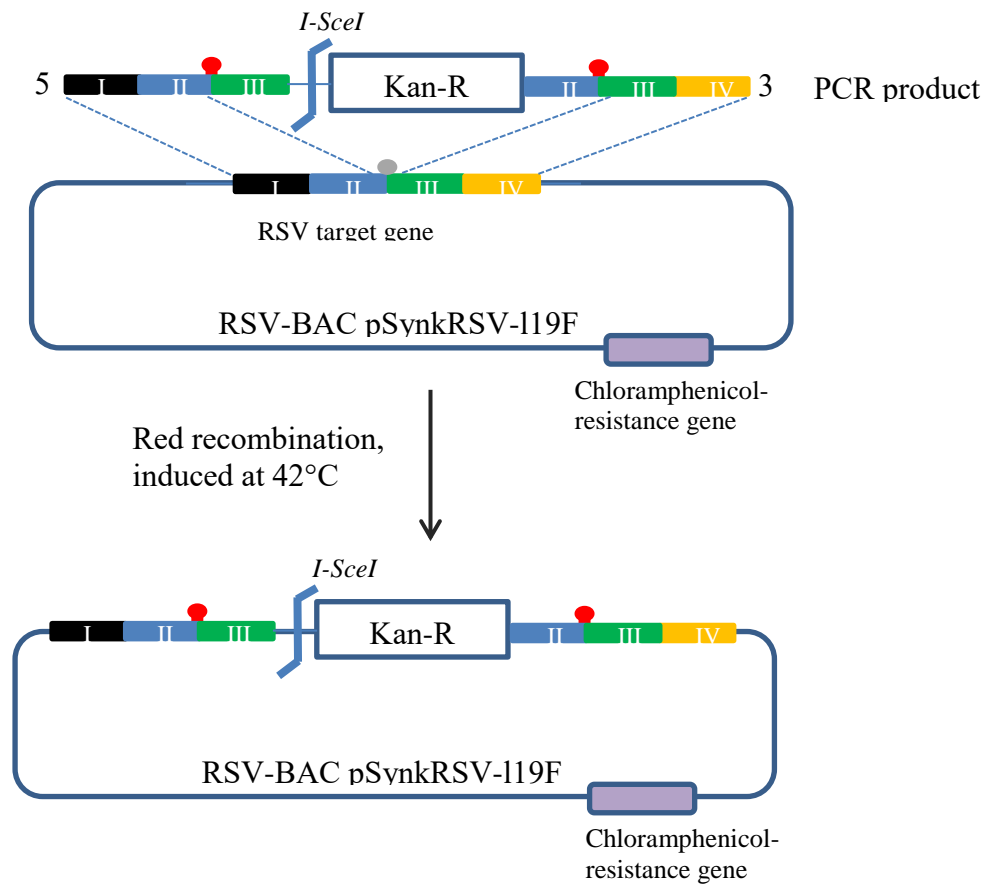 I-SceI
5 I II III Kan-R II III IV 3 PCR product
I II III IV
RSV target gene
RSV-BAC pSynkRSV-l19F
Chloramphenicol-
resistance gene
Red recombination,
induced at 42°C
I-SceI
I II III Kan-R II III IV
RSV-BAC pSynkRSV-l19F
Chloramphenicol-
resistance gene